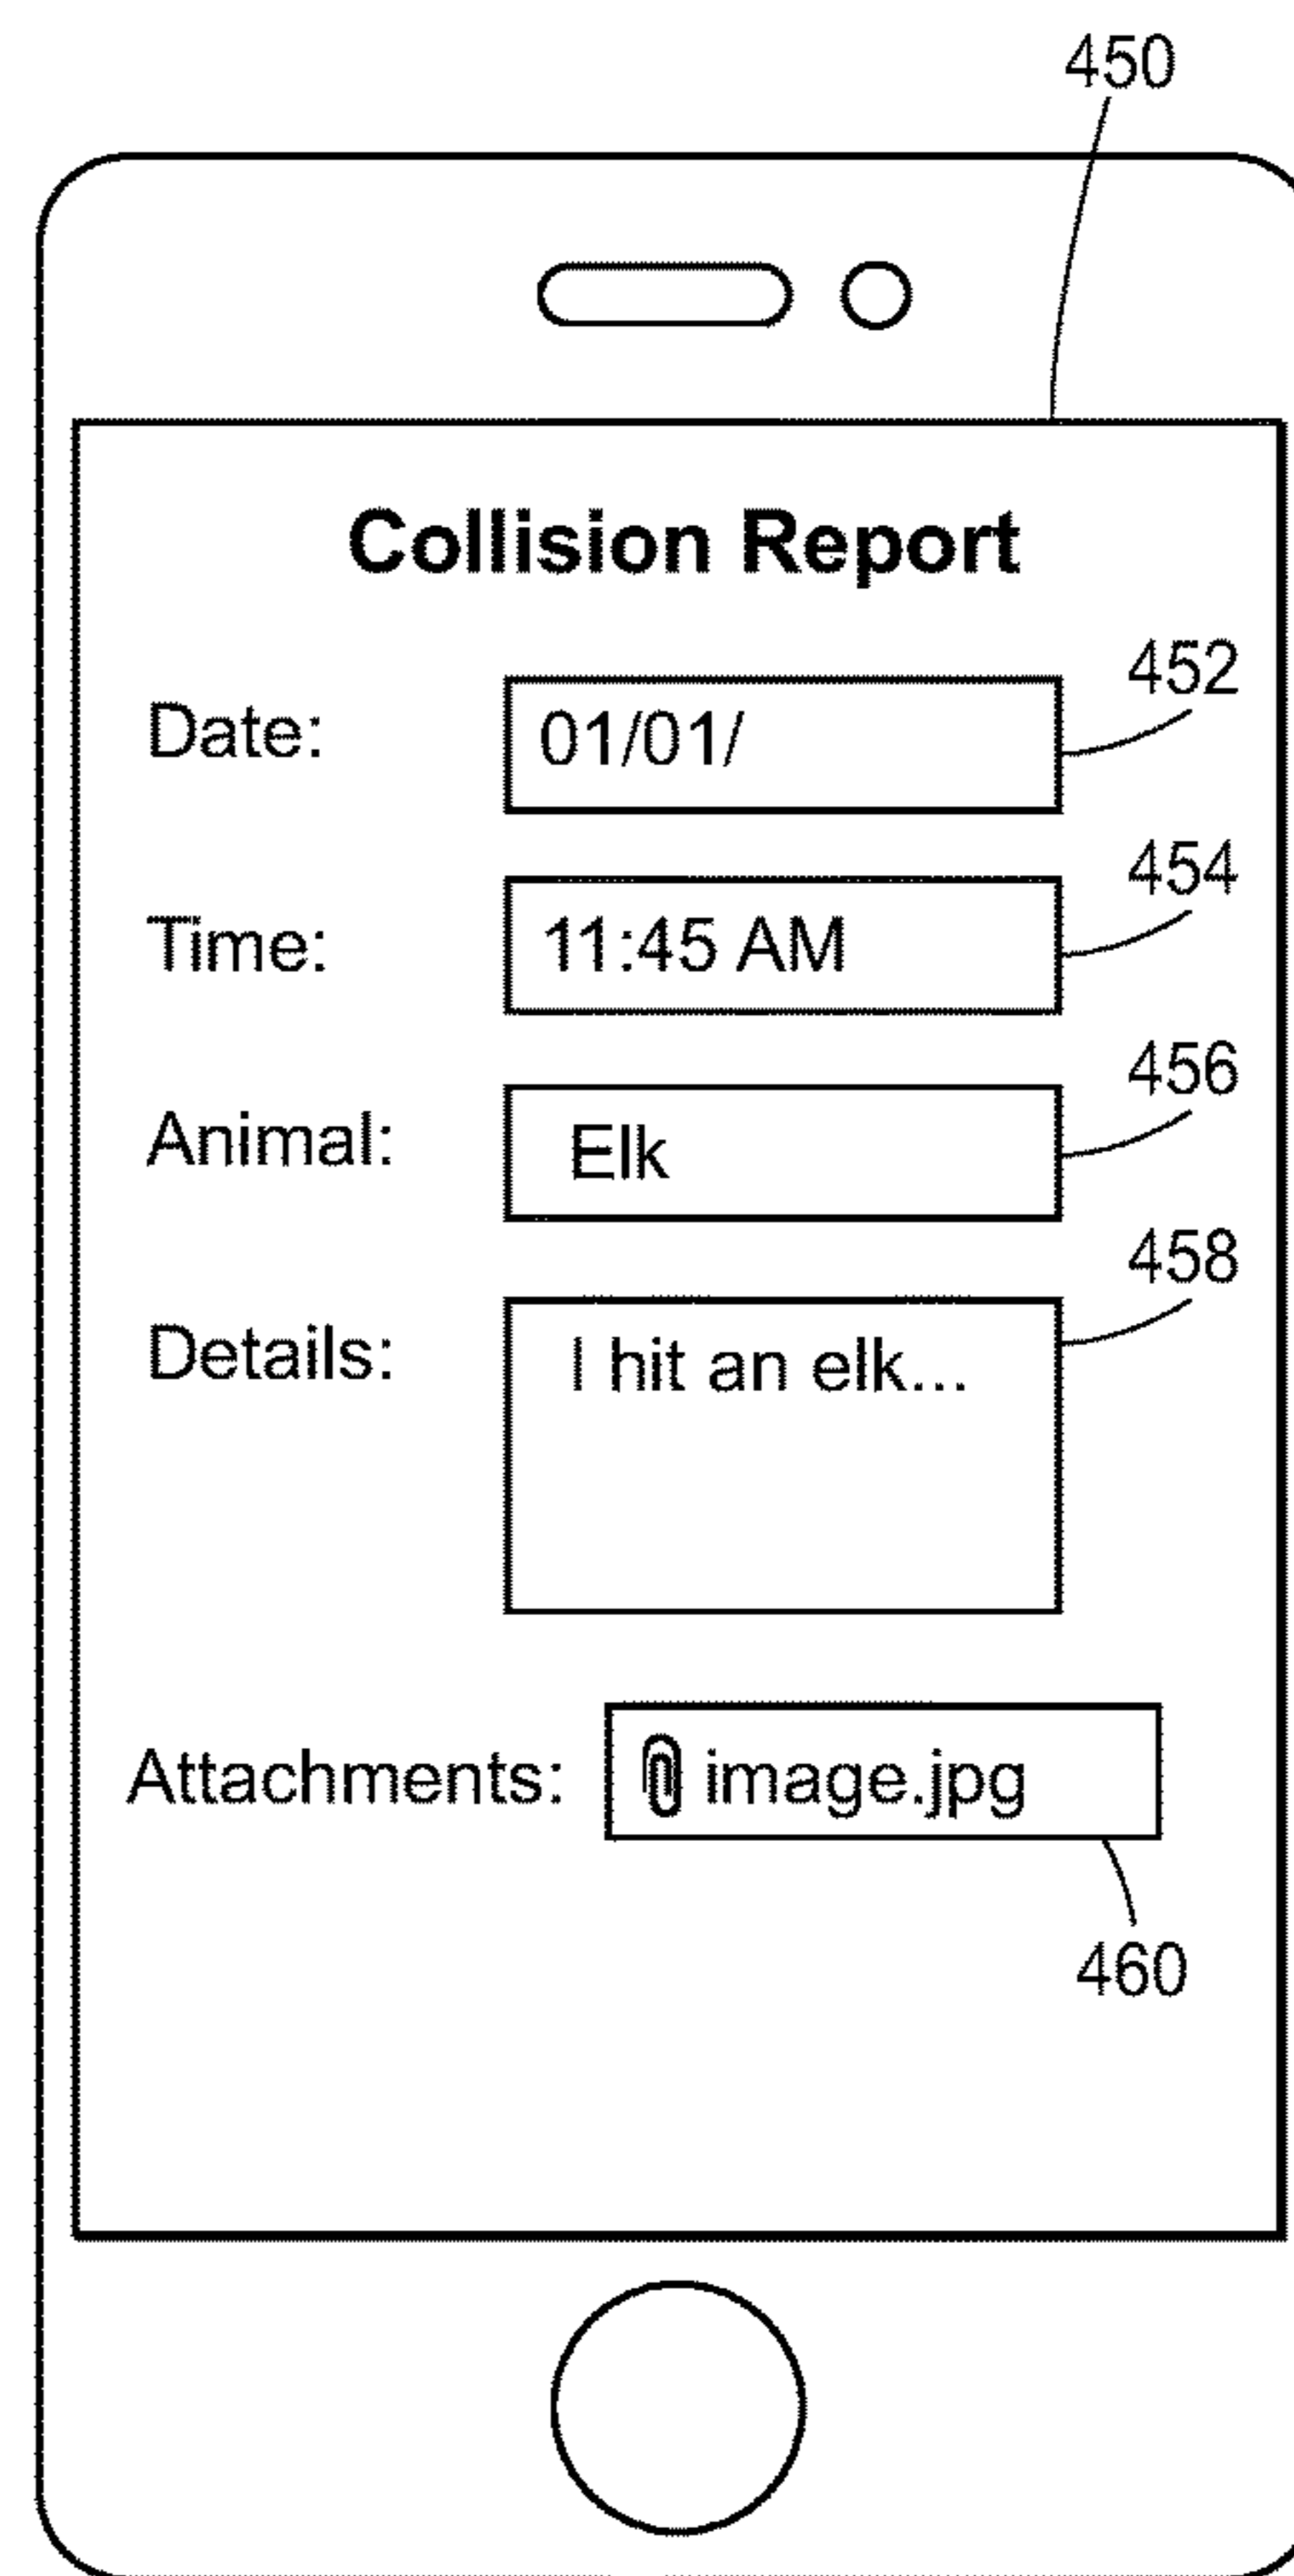 450
Collision Report
452
Date: 01/01/
454
Time: 11:45 AM
456
Animal: Elk
458
Details: I hit an elk...
Attachments: image.jpg
460